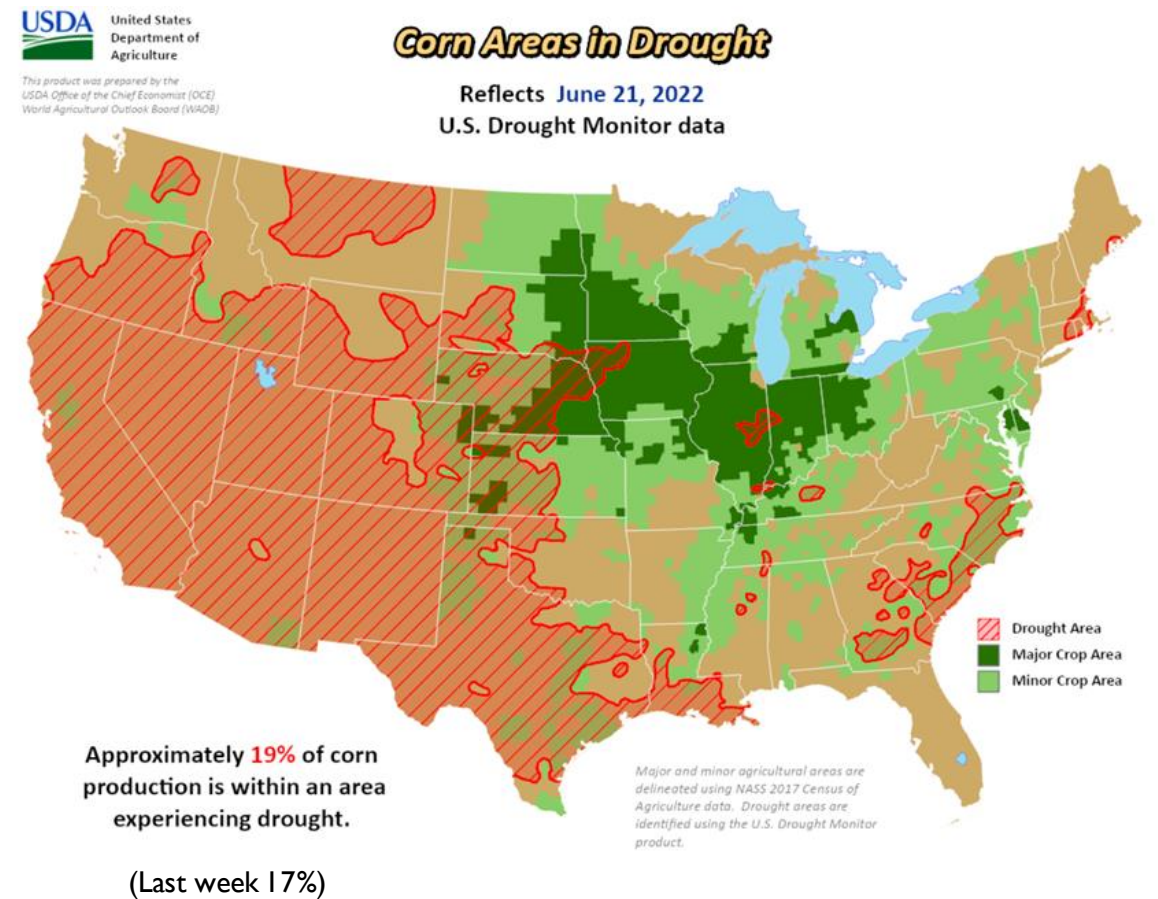 USDA
United States
Department of
Agriculture
This product was prepared by the
USDA Office of the Chief Economist (OCE)
World Agricultural Outlook Board (WAOB)
Corn Areas in Drought
Reflects June 21, 2022
U.S. Drought Monitor data
Drought Area
Major Crop Area
Minor Crop Area
Approximately 19% of corn
production is within an area
experiencing drought.
Major and minor agricultural areas are
delineated using NASS 2017 Census of
Agriculture data. Drought areas are
identified using the U.S. Drought Monitor
product.
(Last week 17%)